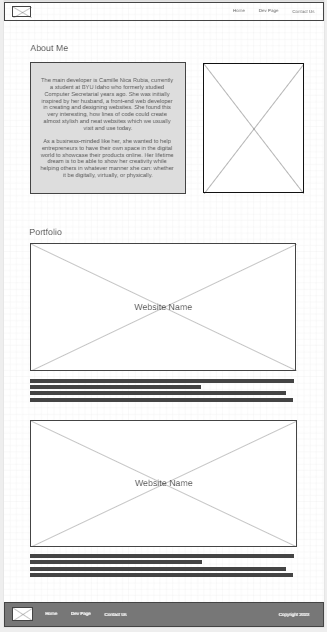 Home Dev Page Contact Us
About Me
The main developer is Camille Nica Rubia, currently
a student at BYU Idaho who formerly studied
Computer Secretarial years ago. She was initially
inspired by her husband, a front-end web developer
in creating and designing websites. She found this
very interesting, how lines of code could create
almost stylish and neat websites which we usually
visit and use today.
As a business-minded like her, she wanted to help
entrepreneurs to have their own space in the digital
world to showcase their products online. Her lifetime
dream is to be able to show her creativity while
helping others in whatever manner she can: whether
it be digitally, virtually, or physically.
Portfolio
Website Name
Website Name
Home Dev Page Contact Us Copyright 2020